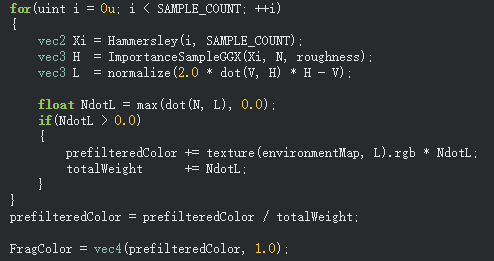 for(uint i = 0u; i < SAMPLE_COUNT; ++i)
{
    vec2 Xi = Hammersley(i, SAMPLE_COUNT);
    vec3 H  = ImportanceSampleGGX(Xi, N, roughness);
    vec3 L  = normalize(2.0 * dot(V, H) * H - V);

    float NdotL = max(dot(N, L), 0.0);
    if(NdotL > 0.0)
    {
        prefilteredColor += texture(environmentMap, L).rgb * NdotL;
        totalWeight      += NdotL;
    }
}
prefilteredColor = prefilteredColor / totalWeight;

FragColor = vec4(prefilteredColor, 1.0);